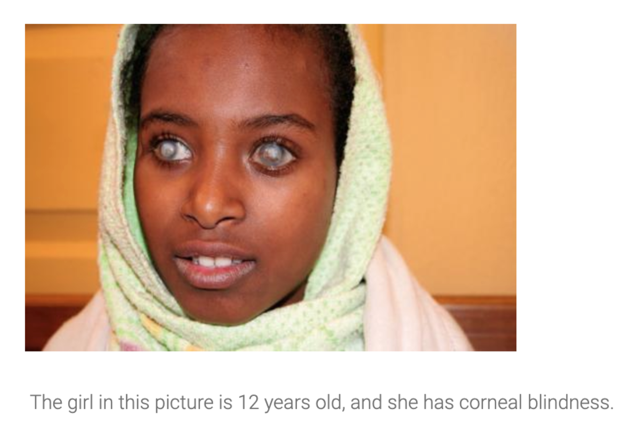 The girl in this picture is 12 years old, and she has corneal blindness.